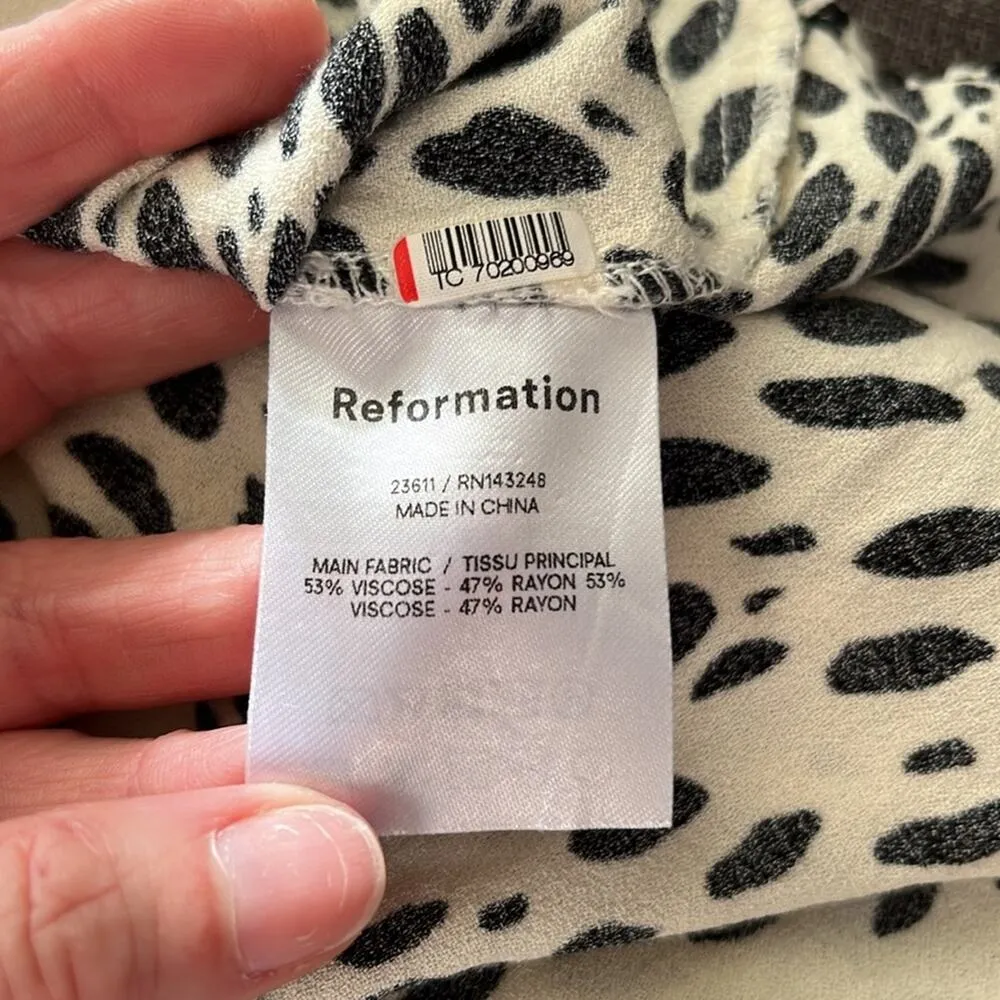 TC 70200969
Reformation
23611 / RN143248
MADE IN CHINA
MAIN FABRIC / TISSU PRINCIPAL
53% VISCOSE - 47% RAYON 53%
VISCOSE - 47% RAYON